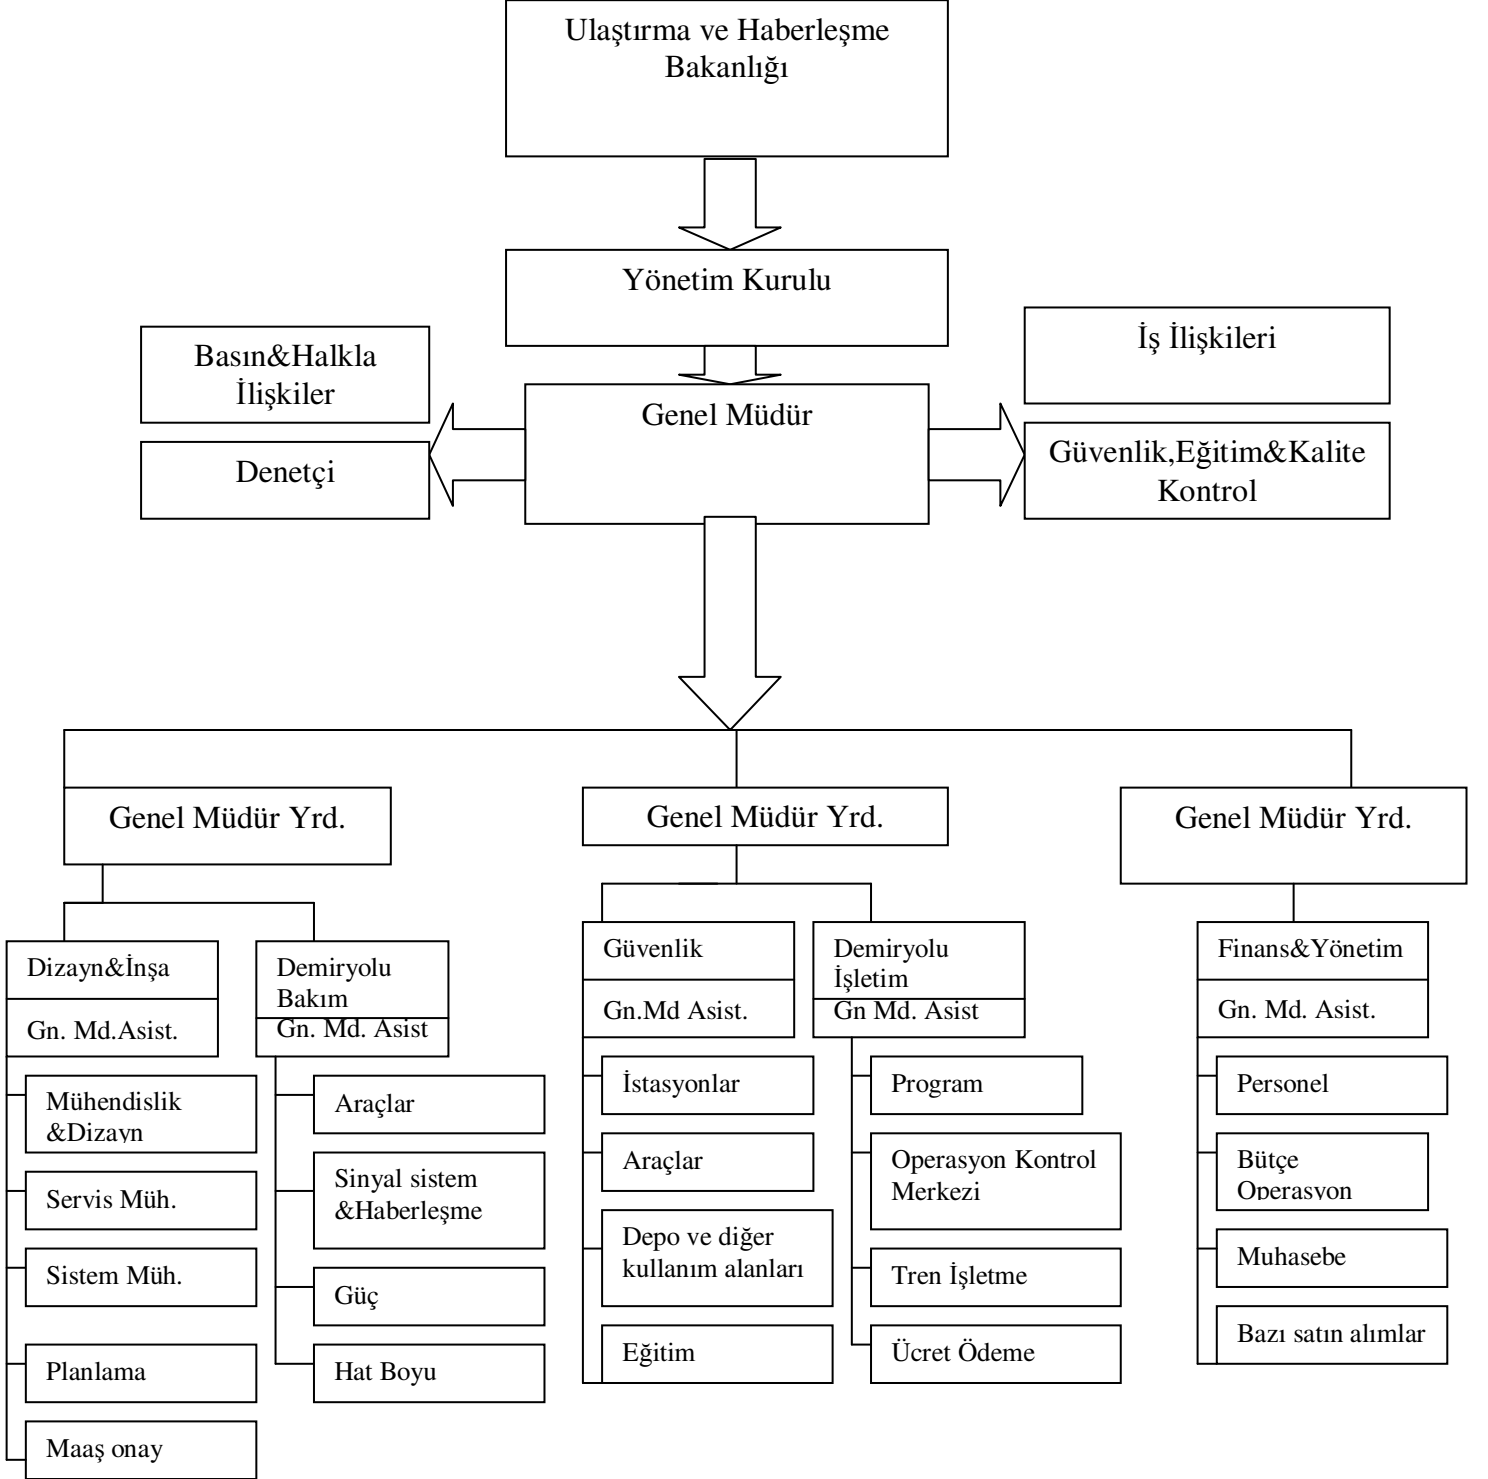 Ulaştırma ve Haberleşme
Bakanlığı
Yönetim Kurulu
Basın&Halkla
İlişkiler
Denetçi
Genel Müdür
İş İlişkileri
Güvenlik,Eğitim&Kalite
Kontrol
Genel Müdür Yrd.
Genel Müdür Yrd.
Genel Müdür Yrd.
Dizayn&İnşa
Gn. Md.Asist.
Mühendislik
&Dizayn
Servis Müh.
Sistem Müh.
Planlama
Maaş onay
Demiryolu
Bakım
Gn. Md. Asist
Araçlar
Sinyal sistem
&Haberleşme
Güç
Hat Boyu
Güvenlik
Gn.Md Asist.
İstasyonlar
Araçlar
Depo ve diğer
kullanım alanları
Eğitim
Demiryolu
İşletim
Gn Md. Asist
Program
Operasyon Kontrol
Merkezi
Tren İşletme
Ücret Ödeme
Finans&Yönetim
Gn. Md. Asist.
Personel
Bütçe
Operasyon
Muhasebe
Bazı satın alımlar